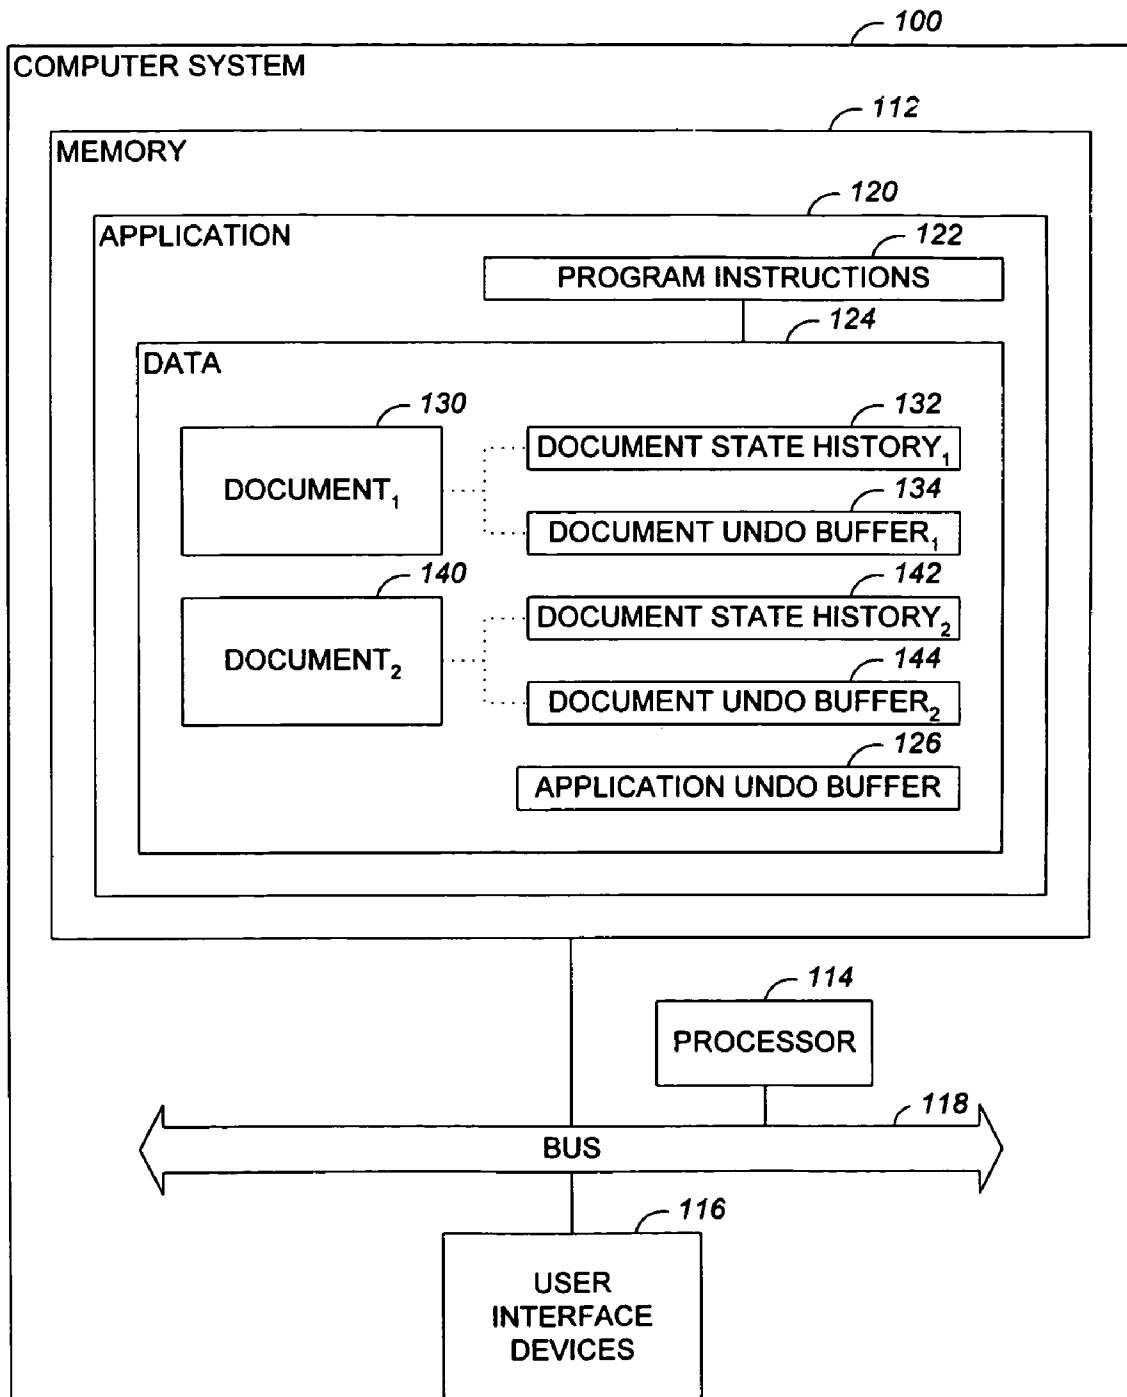 100
COMPUTER SYSTEM
112
MEMORY
120
APPLICATION
122
PROGRAM INSTRUCTIONS
124
DATA
130
132
DOCUMENT1
DOCUMENT STATE HISTORY1
134
DOCUMENT UNDO BUFFER1
140
142
DOCUMENT2
DOCUMENT STATE HISTORY2
144
DOCUMENT UNDO BUFFER2
126
APPLICATION UNDO BUFFER
114
PROCESSOR
118
BUS
116
USER
INTERFACE
DEVICES